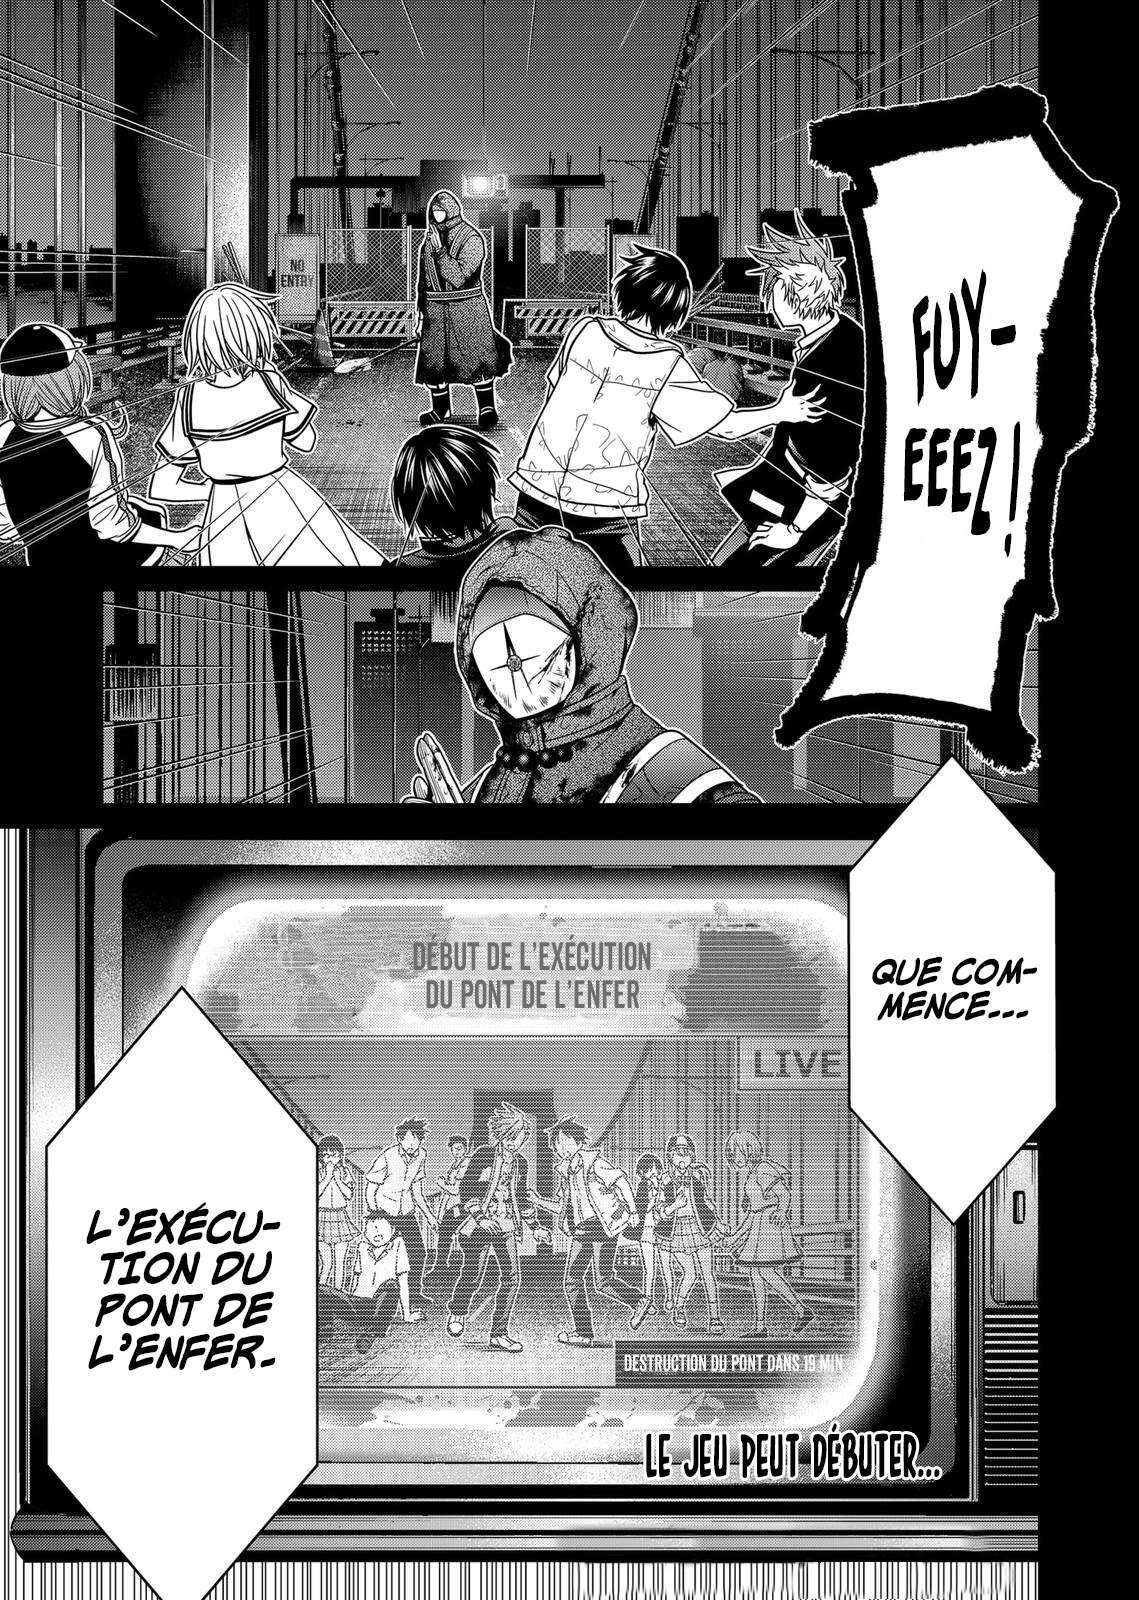 FUY-
EEEZ !
NO
ENTRY
QUE COM-
MENCE...
DÉBUT DE L'EXÉCUTION
DU PONT DE L'ENFER
LIVE
L'EXÉCU-
TION DU
PONT DE
L'ENFER.
DESTRUCTION DU PONT DANS 19 MIN
LE JEU PEUT DÉBUTER...